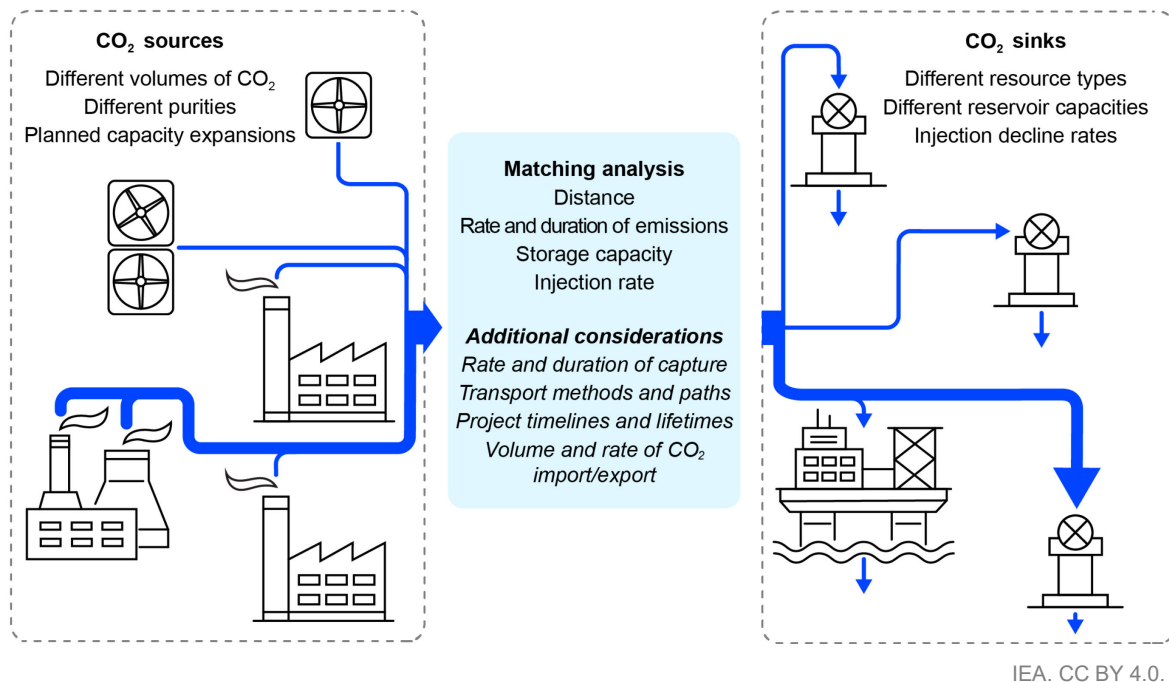 CO₂ sources
Different volumes of CO₂
Different purities
Planned capacity expansions
Matching analysis
Distance
Rate and duration of emissions
Storage capacity
Injection rate
Additional considerations
Rate and duration of capture
Transport methods and paths
Project timelines and lifetimes
Volume and rate of CO₂
import/export
CO₂ sinks
Different resource types
Different reservoir capacities
Injection decline rates
IEA. CC BY 4.0.